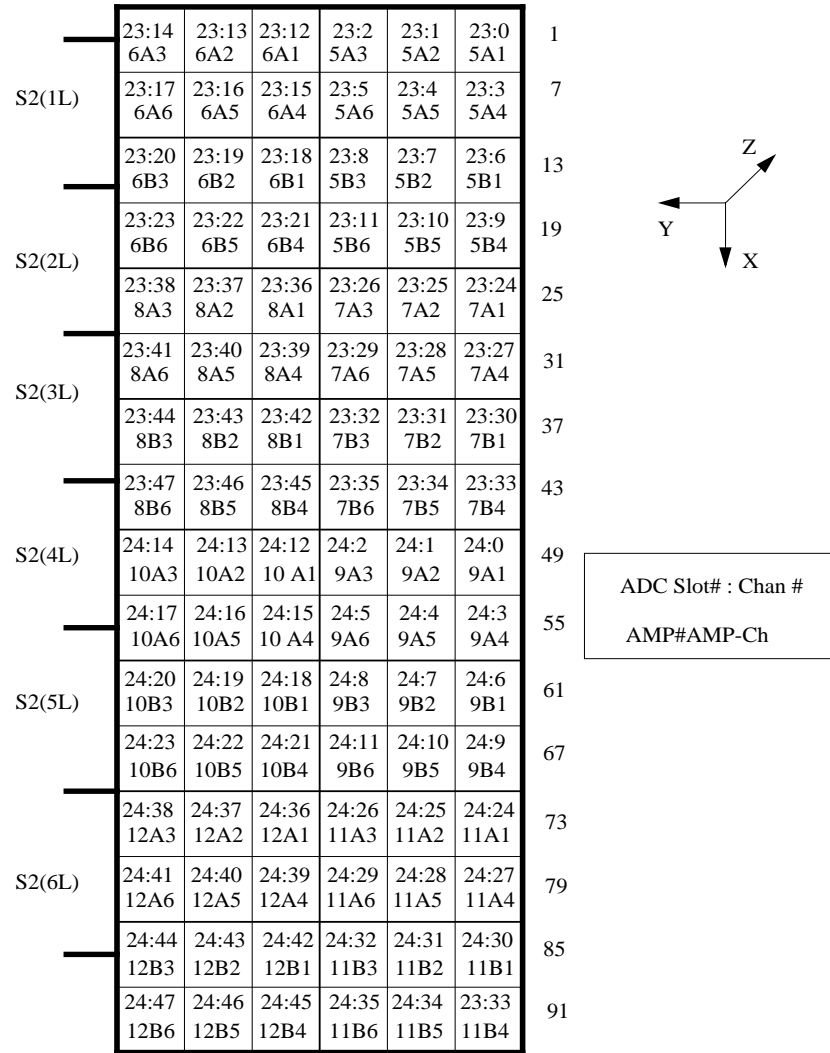 23:14 23:13 23:12 23:2 23:1 23:0 1
6A3 6A2 6A1 5A3 5A2 5A1
S2(1L) 23:17 23:16 23:15 23:5 23:4 23:3 7
6A6 6A5 6A4 5A6 5A5 5A4
23:20 23:19 23:18 23:8 23:7 23:6 13
6B3 6B2 6B1 5B3 5B2 5B1
Z
Y
X
23:23 23:22 23:21 23:11 23:10 23:9 19
6B6 6B5 6B4 5B6 5B5 5B4
S2(2L)
23:38 23:37 23:36 23:26 23:25 23:24 25
8A3 8A2 8A1 7A3 7A2 7A1
23:41 23:40 23:39 23:29 23:28 23:27 31
8A6 8A5 8A4 7A6 7A5 7A4
S2(3L)
23:44 23:43 23:42 23:32 23:31 23:30 37
8B3 8B2 8B1 7B3 7B2 7B1
23:47 23:46 23:45 23:35 23:34 23:33 43
8B6 8B5 8B4 7B6 7B5 7B4
S2(4L) 24:14 24:13 24:12 24:2 24:1 24:0 49
10A3 10A2 10 A1 9A3 9A2 9A1
ADC Slot# : Chan #
AMP#AMP-Ch
24:17 24:16 24:15 24:5 24:4 24:3 55
10A6 10A5 10 A4 9A6 9A5 9A4
S2(5L) 24:20 24:19 24:18 24:8 24:7 24:6 61
10B3 10B2 10B1 9B3 9B2 9B1
24:23 24:22 24:21 24:11 24:10 24:9 67
10B6 10B5 10B4 9B6 9B5 9B4
24:38 24:37 24:36 24:26 24:25 24:24 73
12A3 12A2 12A1 11A3 11A2 11A1
S2(6L) 24:41 24:40 24:39 24:29 24:28 24:27 79
12A6 12A5 12A4 11A6 11A5 11A4
24:44 24:43 24:42 24:32 24:31 24:30 85
12B3 12B2 12B1 11B3 11B2 11B1
24:47 24:46 24:45 24:35 24:34 23:33 91
12B6 12B5 12B4 11B6 11B5 11B4